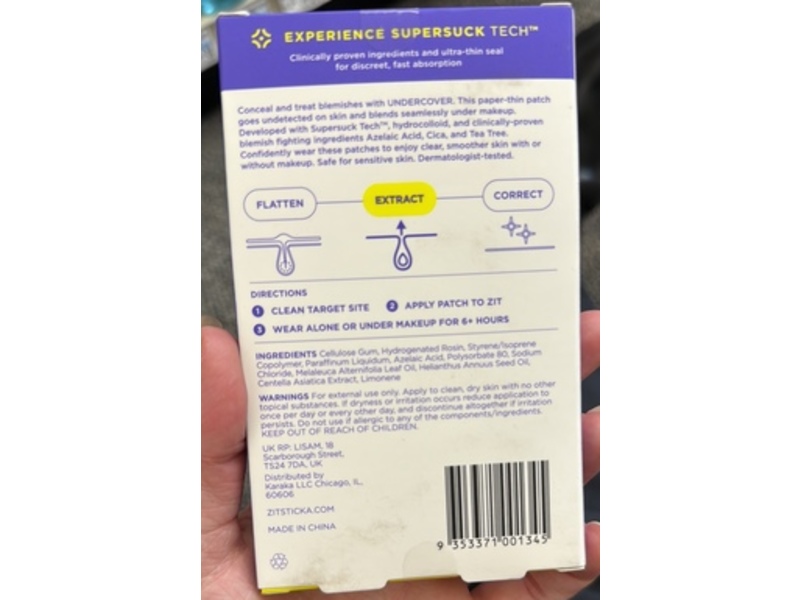 EXPERIENCE SUPERSUCK TECH™
Clinically proven ingredients and ultra-thin seal
for discreet, fast absorption
Conceal and treat blemishes with UNDERCOVER. This paper-thin patch
goes undetected on skin and blends seamlessly under makeup.
Developed with Supersuck Tech™, hydrocolloid, and clinically-proven
blemish fighting ingredients Azelaic Acid, Cica, and Tea Tree.
Confidently wear these patches to enjoy clear, smoother skin with or
without makeup. Safe for sensitive skin. Dermatologist-tested.
FLATTEN
EXTRACT
CORRECT
DIRECTIONS
1 CLEAN TARGET SITE 2 APPLY PATCH TO ZIT
3 WEAR ALONE OR UNDER MAKEUP FOR 6+ HOURS
INGREDIENTS Cellulose Gum, Hydrogenated Rosin, Styrene/Isoprene
Copolymer, Paraffinum Liquidum, Azelaic Acid, Polysorbate 80, Sodium
Chloride, Melaleuca Alternifolia Leaf Oil, Helianthus Annuus Seed Oil,
Centella Asiatica Extract, Limonene
WARNINGS For external use only. Apply to clean, dry skin with no other
topical substances. If dryness or irritation occurs reduce application to
once per day or every other day, and discontinue altogether if irritation
persists. Do not use if allergic to any of the components/ingredients.
KEEP OUT OF REACH OF CHILDREN.
UK RP: LISAM, 18
Scarborough Street,
TS24 7DA, UK
Distributed by
Karaka LLC Chicago, IL,
60606
ZITSTICKA.COM
MADE IN CHINA
9 353371 001345